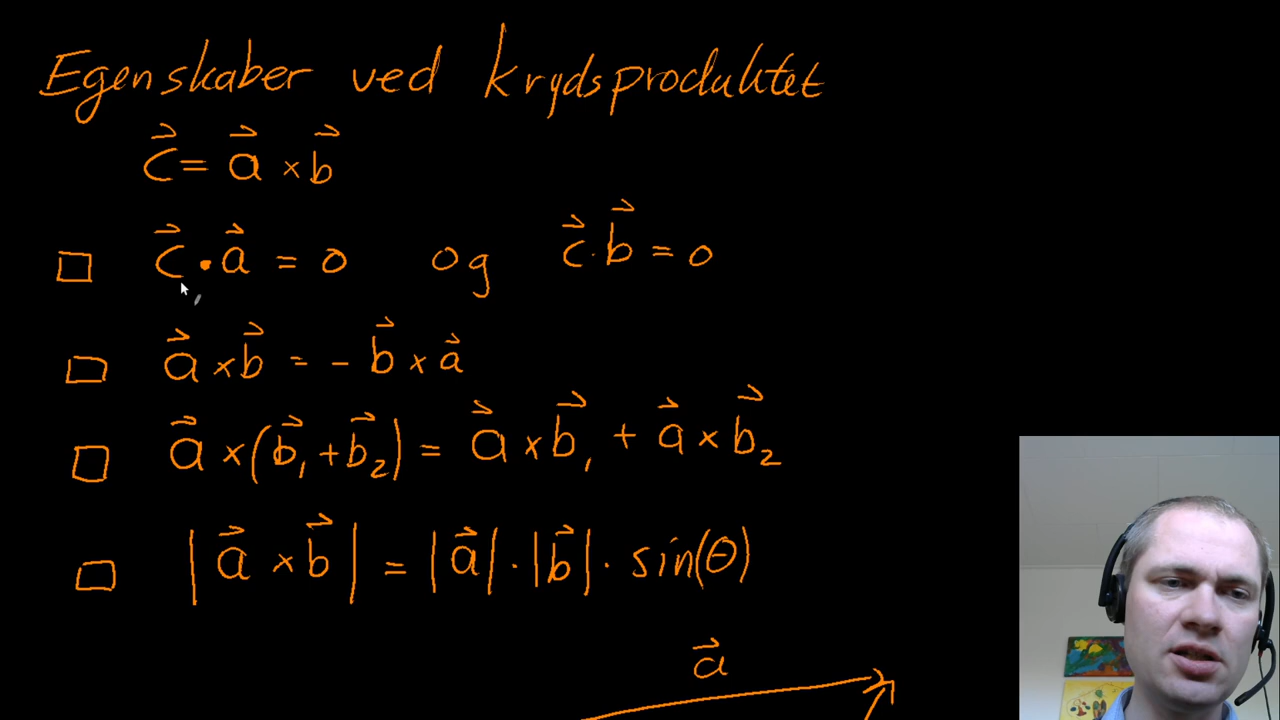 Egenskaber ved krydsproduktet
c⃗ = a⃗ × b⃗
□ c⃗ · a⃗ = 0 og c⃗ · b⃗ = 0
□ a⃗ × b⃗ = - b⃗ × a⃗
□ a⃗ × (b⃗₁ + b⃗₂) = a⃗ × b⃗₁ + a⃗ × b⃗₂
□ |a⃗ × b⃗| = |a⃗| · |b⃗| · sin(θ)
a⃗